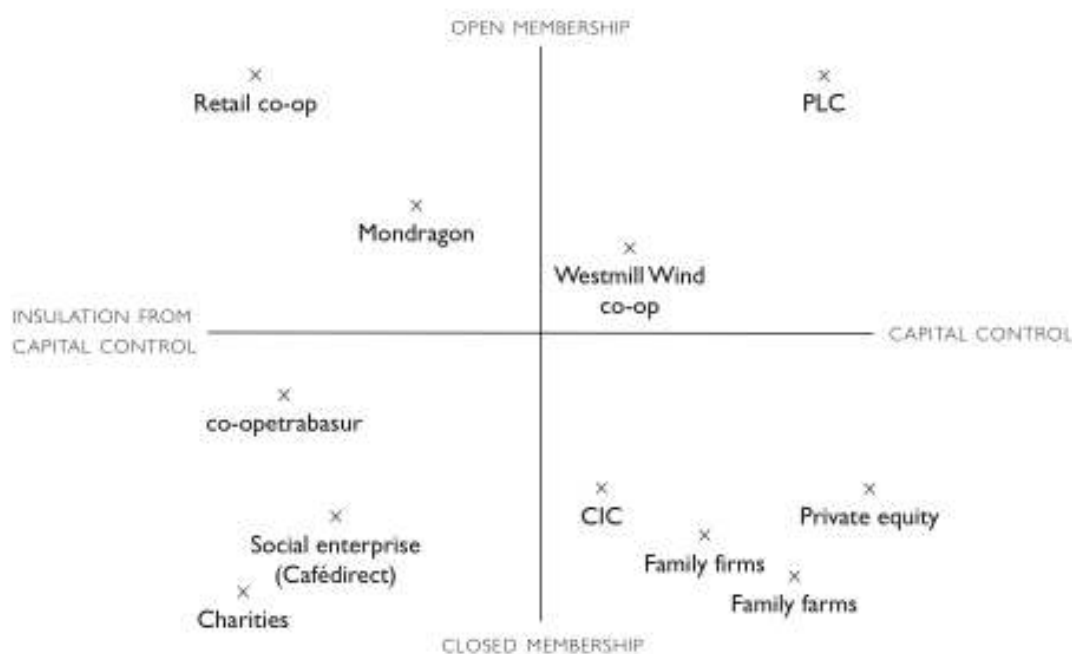 OPEN MEMBERSHIP
Retail co-op
PLC
Mondragon
Westmill Wind
co-op
INSULATION FROM
CAPITAL CONTROL
CAPITAL CONTROL
co-opetrabasur
CIC
Private equity
Social enterprise
(Cafédirect)
Family firms
Family farms
Charities
CLOSED MEMBERSHIP